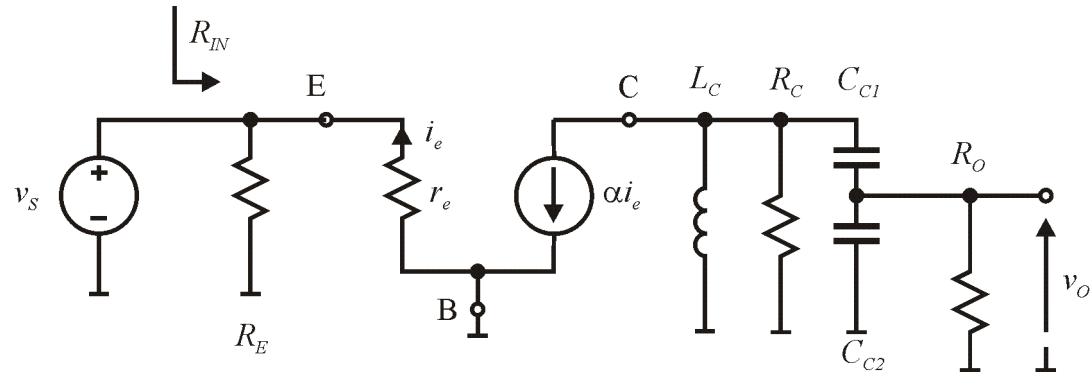 R_IN
E
C
L_C
R_C
C_C1
i_e
R_O
v_S
+
−
r_e
αi_e
v_O
B
R_E
C_C2